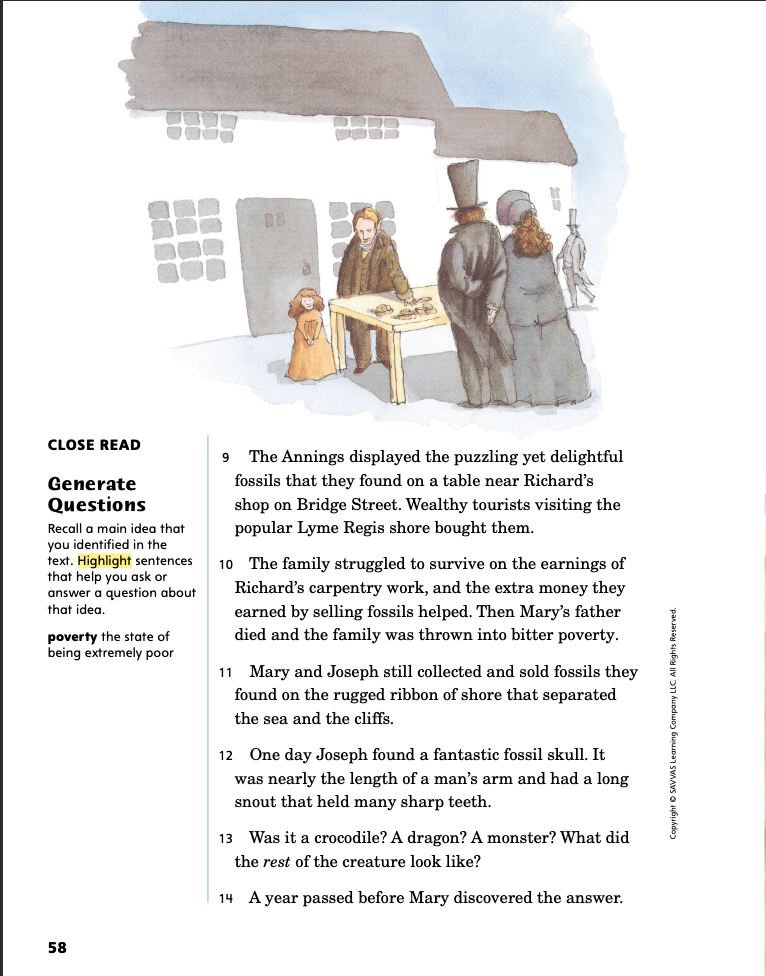 CLOSE READ
Generate
Questions
Recall a main idea that
you identified in the
text. Highlight sentences
that help you ask or
answer a question about
that idea.
poverty the state of
being extremely poor
9 The Annings displayed the puzzling yet delightful
fossils that they found on a table near Richard’s
shop on Bridge Street. Wealthy tourists visiting the
popular Lyme Regis shore bought them.
10 The family struggled to survive on the earnings of
Richard’s carpentry work, and the extra money they
earned by selling fossils helped. Then Mary’s father
died and the family was thrown into bitter poverty.
11 Mary and Joseph still collected and sold fossils they
found on the rugged ribbon of shore that separated
the sea and the cliffs.
12 One day Joseph found a fantastic fossil skull. It
was nearly the length of a man’s arm and had a long
snout that held many sharp teeth.
13 Was it a crocodile? A dragon? A monster? What did
the rest of the creature look like?
14 A year passed before Mary discovered the answer.
Copyright © SAVVAS Learning Company LLC. All Rights Reserved.
58